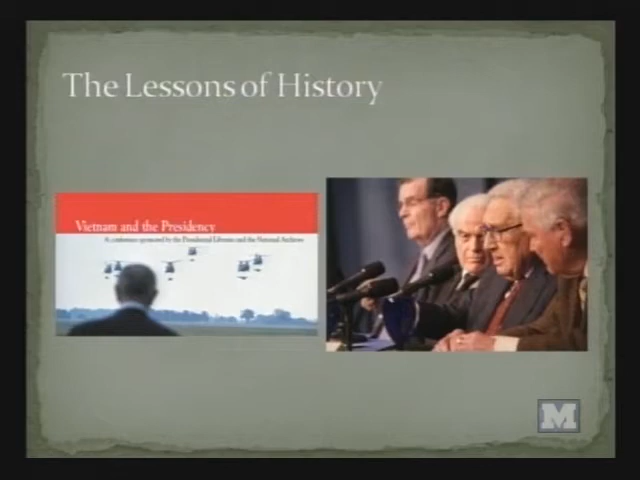 The Lessons of History
Vietnam and the Presidency
A conference sponsored by the Presidential Libraries and the National Archives
M